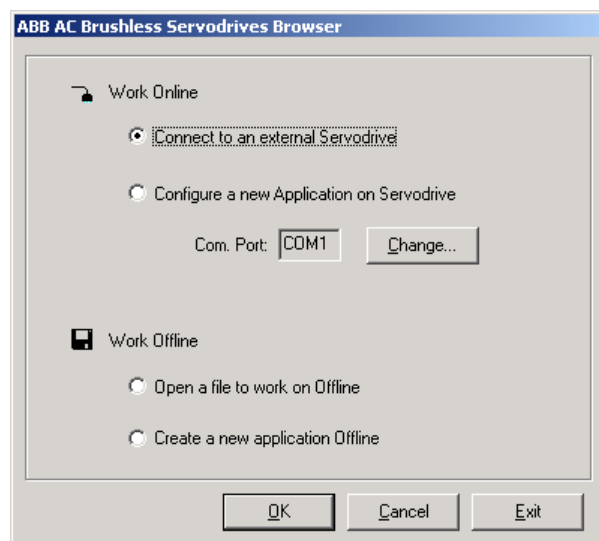 ABB AC Brushless Servodrives Browser
Work Online
Connect to an external Servodrive
Configure a new Application on Servodrive
Com. Port: COM1 Change...
Work Offline
Open a file to work on Offline
Create a new application Offline
OK Cancel Exit